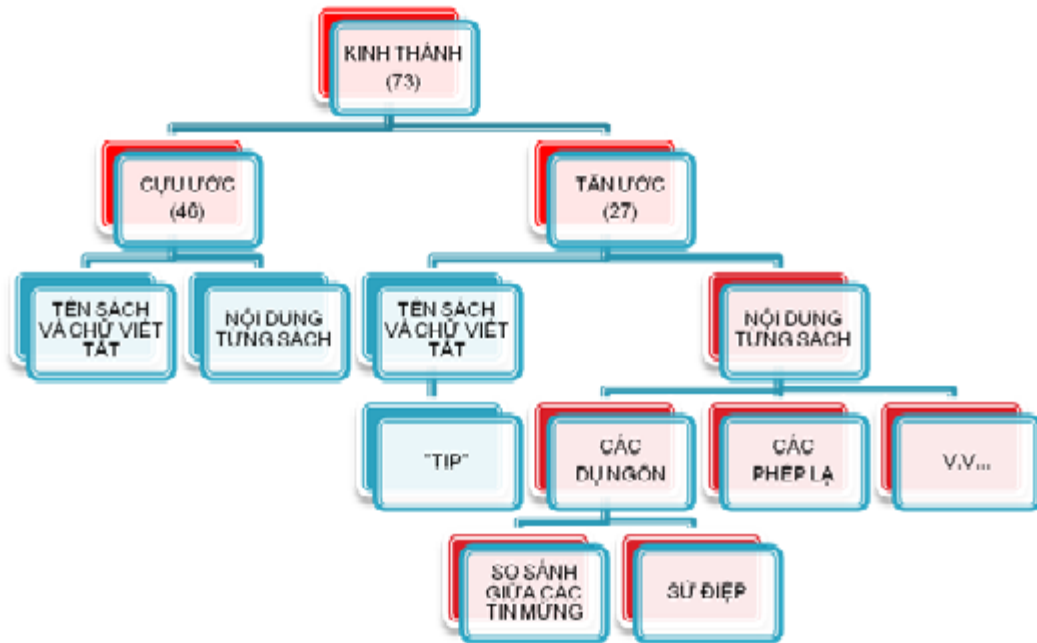 KINH THÁNH
(73)
CỰU ƯỚC
(46)
TÂN ƯỚC
(27)
TÊN SÁCH
VÀ CHỮ VIẾT
TẮT
NỘI DUNG
TỪNG SÁCH
TÊN SÁCH
VÀ CHỮ VIẾT
TẮT
NỘI DUNG
TỪNG SÁCH
"TIP"
CÁC
DỤ NGÔN
CÁC
PHÉP LẠ
V.V...
SO SÁNH
GIỮA CÁC
TIN MỪNG
SỨ ĐIỆP